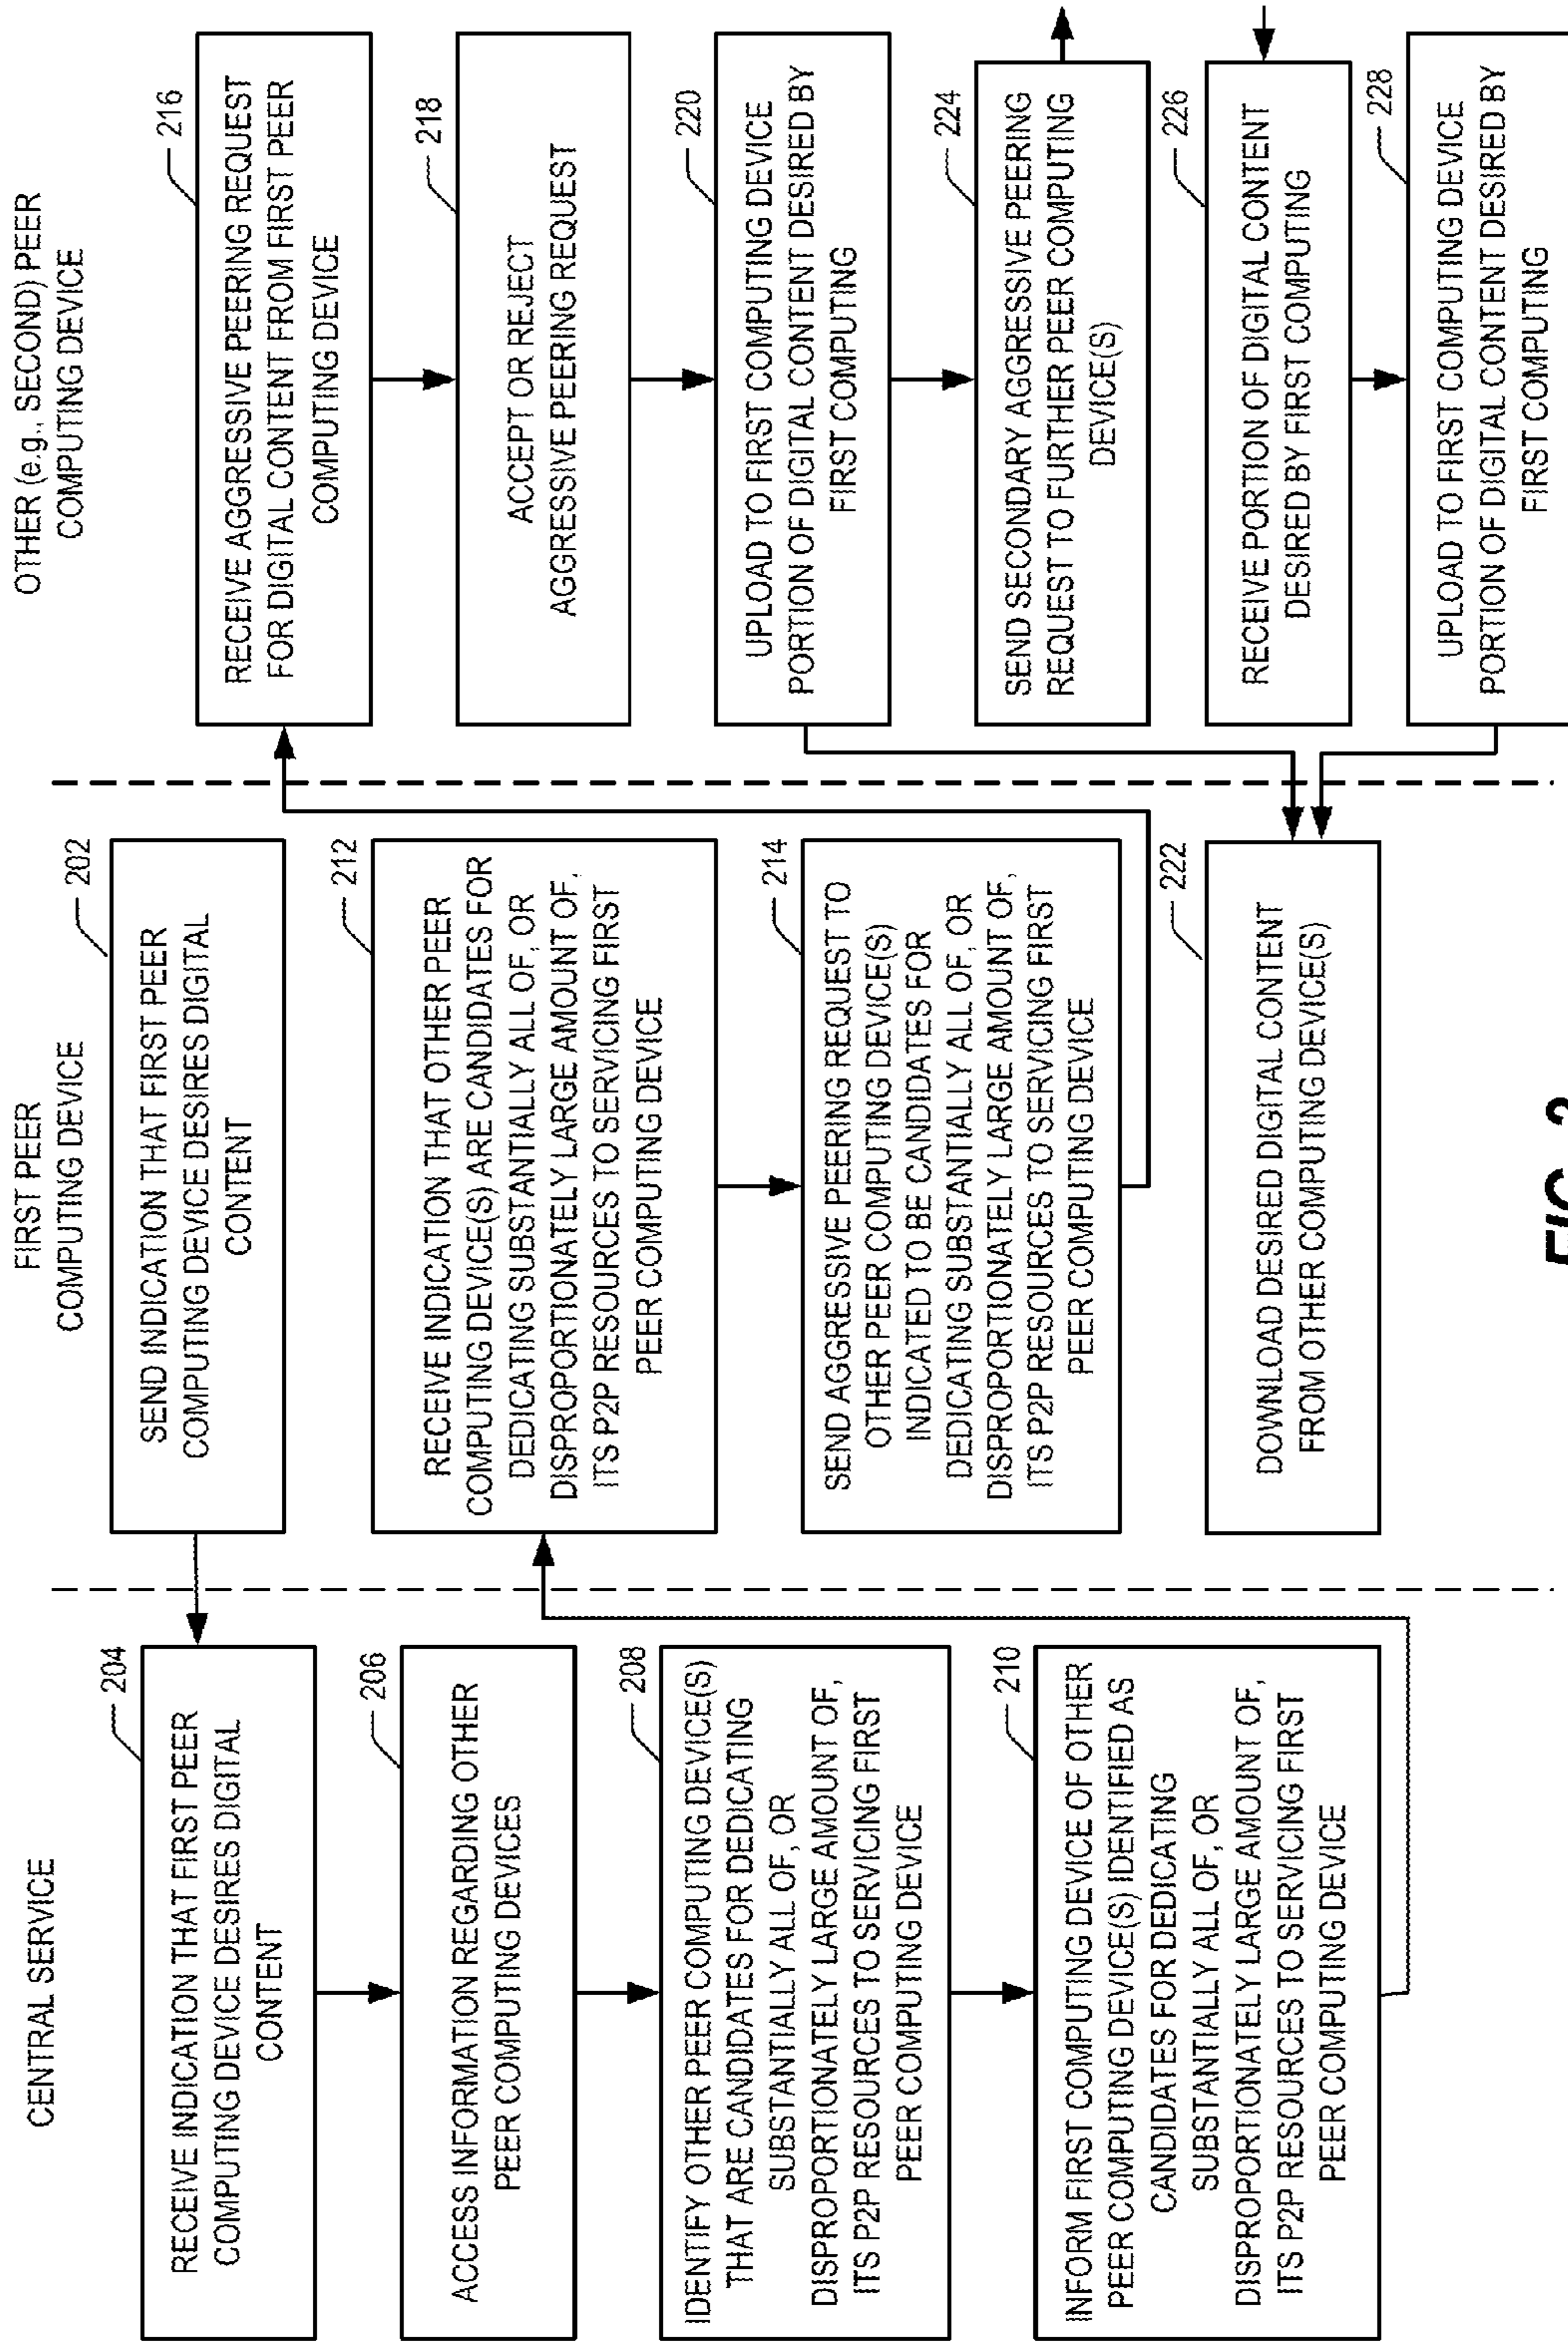 CENTRAL SERVICE
204
RECEIVE INDICATION THAT FIRST PEER
COMPUTING DEVICE DESIRES DIGITAL
CONTENT
206
ACCESS INFORMATION REGARDING OTHER
PEER COMPUTING DEVICES
208
IDENTIFY OTHER PEER COMPUTING DEVICE(S)
THAT ARE CANDIDATES FOR DEDICATING
SUBSTANTIALLY ALL OF, OR
DISPROPORTIONATELY LARGE AMOUNT OF,
ITS P2P RESOURCES TO SERVICING FIRST
PEER COMPUTING DEVICE
210
INFORM FIRST COMPUTING DEVICE OF OTHER
PEER COMPUTING DEVICE(S) IDENTIFIED AS
CANDIDATES FOR DEDICATING
SUBSTANTIALLY ALL OF, OR
DISPROPORTIONATELY LARGE AMOUNT OF,
ITS P2P RESOURCES TO SERVICING FIRST
PEER COMPUTING DEVICE
FIRST PEER
COMPUTING DEVICE
202
SEND INDICATION THAT FIRST PEER
COMPUTING DEVICE DESIRES DIGITAL
CONTENT
212
RECEIVE INDICATION THAT OTHER PEER
COMPUTING DEVICE(S) ARE CANDIDATES FOR
DEDICATING SUBSTANTIALLY ALL OF, OR
DISPROPORTIONATELY LARGE AMOUNT OF,
ITS P2P RESOURCES TO SERVICING FIRST
PEER COMPUTING DEVICE
214
SEND AGGRESSIVE PEERING REQUEST TO
OTHER PEER COMPUTING DEVICE(S)
INDICATED TO BE CANDIDATES FOR
DEDICATING SUBSTANTIALLY ALL OF, OR
DISPROPORTIONATELY LARGE AMOUNT OF,
ITS P2P RESOURCES TO SERVICING FIRST
PEER COMPUTING DEVICE
222
DOWNLOAD DESIRED DIGITAL CONTENT
FROM OTHER COMPUTING DEVICE(S)
OTHER (e.g., SECOND) PEER
COMPUTING DEVICE
216
RECEIVE AGGRESSIVE PEERING REQUEST
FOR DIGITAL CONTENT FROM FIRST PEER
COMPUTING DEVICE
218
ACCEPT OR REJECT
AGGRESSIVE PEERING REQUEST
220
UPLOAD TO FIRST COMPUTING DEVICE
PORTION OF DIGITAL CONTENT DESIRED BY
FIRST COMPUTING
224
SEND SECONDARY AGGRESSIVE PEERING
REQUEST TO FURTHER PEER COMPUTING
DEVICE(S)
226
RECEIVE PORTION OF DIGITAL CONTENT
DESIRED BY FIRST COMPUTING
228
UPLOAD TO FIRST COMPUTING DEVICE
PORTION OF DIGITAL CONTENT DESIRED BY
FIRST COMPUTING
FIG.